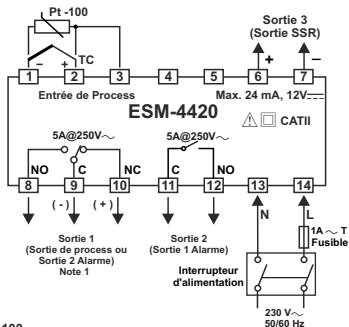 Pt -100
TC
– +
Sortie 3
(Sortie SSR)
+ –
1 2 3 4 5 6 7
Entrée de Process
Max. 24 mA, 12V
ESM-4420
CATII
5A@250V～
5A@250V～
NO C NC C NO
8 9 10 11 12 13 14
( - ) ( + )
N L
Sortie 1
(Sortie de process ou
Sortie 2 Alarme)
Note 1
Sortie 2
(Sortie 1 Alarme)
1A ～ T
Fusible
Interrupteur
d'alimentation
230 V～
50/60 Hz